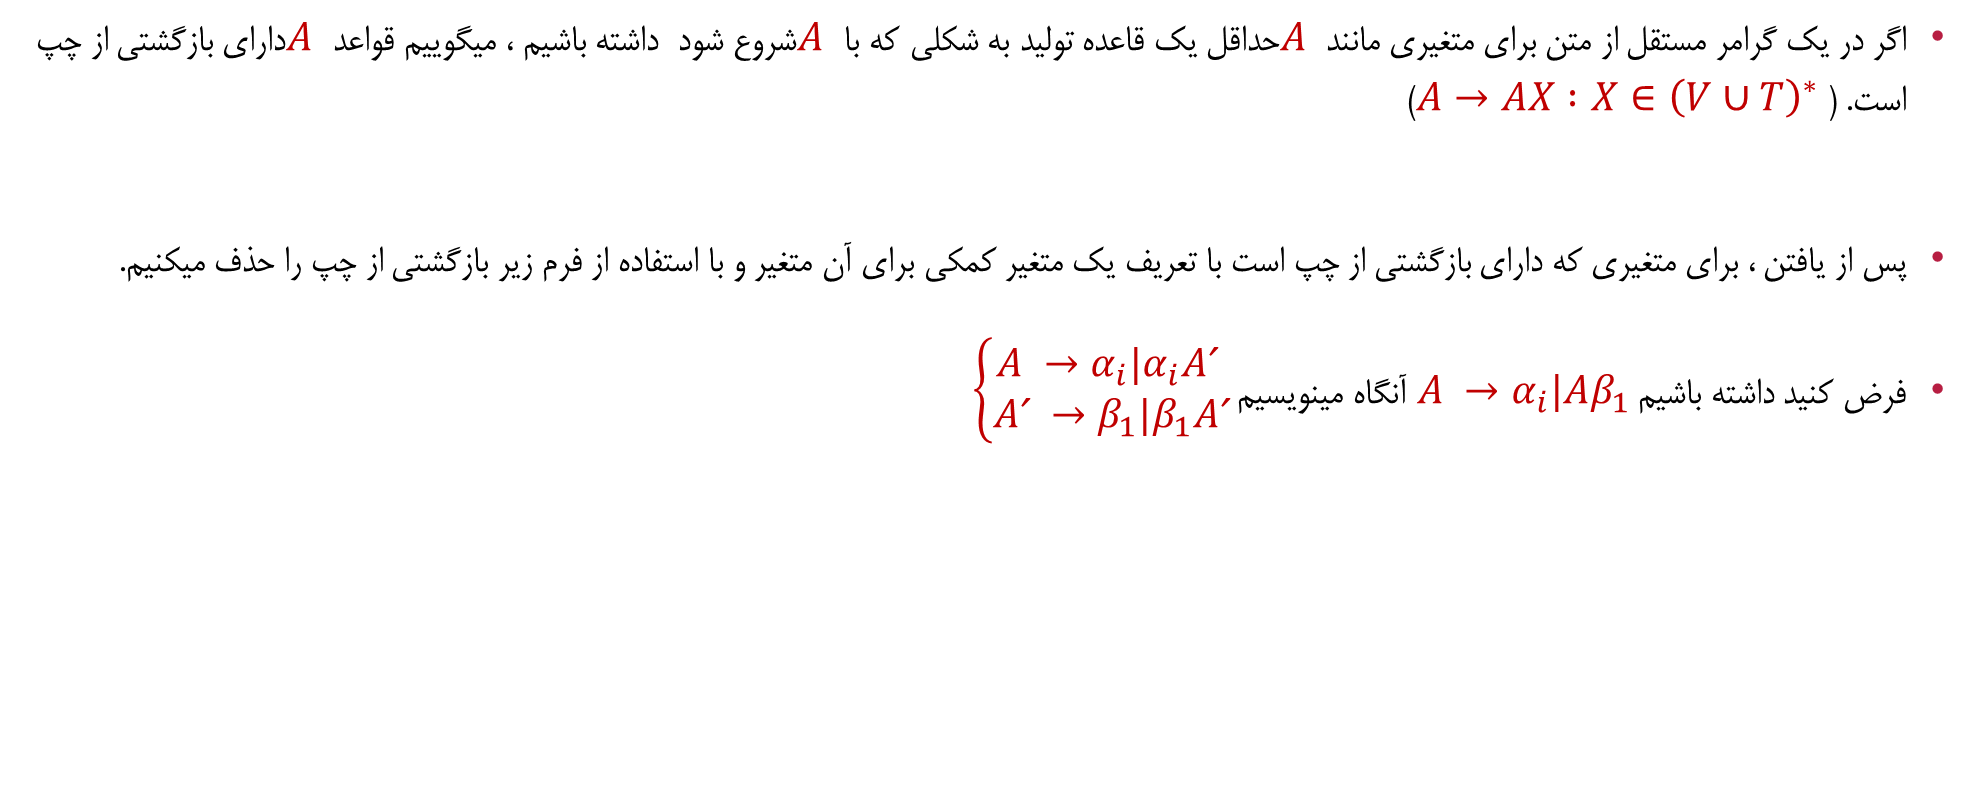 • اگر در یک گرامر مستقل از متن برای متغیری مانند A حداقل یک قاعده تولید به شکلی که با A شروع شود داشته باشیم ، میگوییم قواعد A دارای بازگشتی از چپ
است. ( A → AX : X ∈ (V ∪ T)* )
• پس از یافتن ، برای متغیری که دارای بازگشتی از چپ است با تعریف یک متغیر کمکی برای آن متغیر و با استفاده از فرم زیر بازگشتی از چپ را حذف میکنیم.
• فرض کنید داشته باشیم A → αᵢ|Aβ₁ آنگاه مینویسیم
{ A → αᵢ|αᵢA′
A′ → β₁|β₁A′